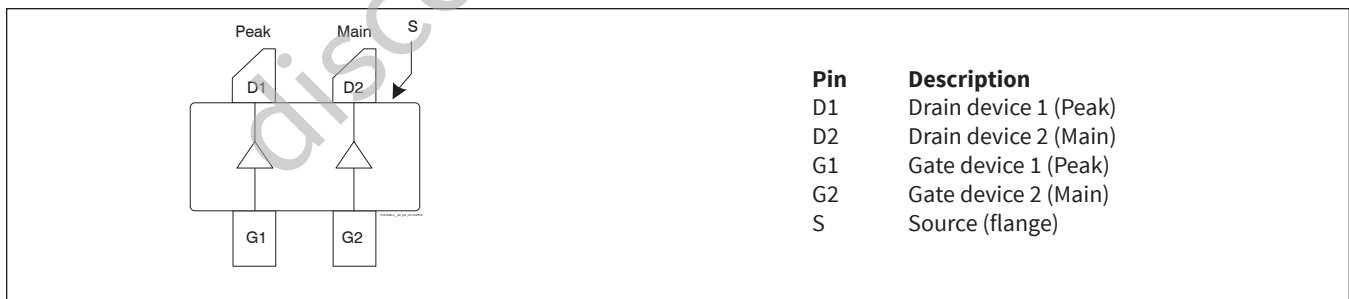 Peak Main S
D1 D2
G1 G2
Pin Description
D1 Drain device 1 (Peak)
D2 Drain device 2 (Main)
G1 Gate device 1 (Peak)
G2 Gate device 2 (Main)
S Source (flange)
disc